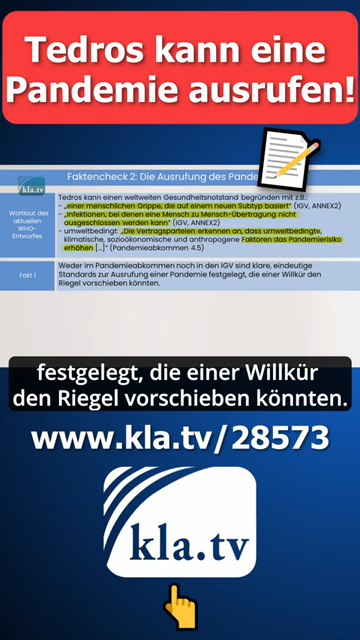 Tedros kann eine
Pandemie ausrufen!
Faktencheck 2: Die Ausrufung des Pande
kla.tv
Wortlaut des
aktuellen
WHO-
Entwurfes
Tedros kann einen weltweiten Gesundheitsnotstand begründen mit z.B.:
- „einer menschlichen Grippe, die auf einem neuen Subtyp basiert“ (IGV, ANNEX2)
- „Infektionen, bei denen eine Mensch zu Mensch-Übertragung nicht
ausgeschlossen werden kann“ (IGV, ANNEX2)
- umweltbedingt: „Die Vertragsparteien erkennen an, dass umweltbedingte,
klimatische, sozioökonomische und anthropogene Faktoren das Pandemierisiko
erhöhen [...]“ (Pandemieabkommen 4.5)
Fakt 1
Weder im Pandemieabkommen noch in den IGV sind klare, eindeutige
Standards zur Ausrufung einer Pandemie festgelegt, die einer Willkür den
Riegel vorschieben könnten.
festgelegt, die einer Willkür
den Riegel vorschieben könnten.
www.kla.tv/28573
kla.tv